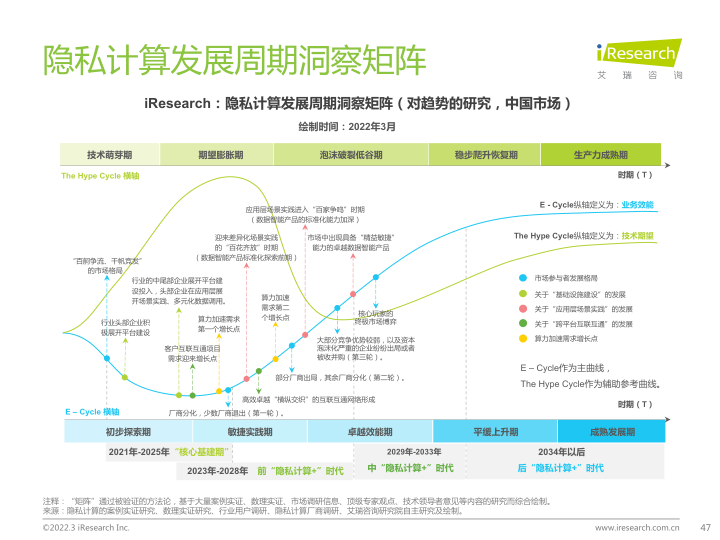 隐私计算发展周期洞察矩阵
iResearch
艾 瑞 咨 询
iResearch：隐私计算发展周期洞察矩阵（对趋势的研究，中国市场）
绘制时间：2022年3月
技术萌芽期
期望膨胀期
泡沫破裂低谷期
稳步爬升恢复期
生产力成熟期
The Hype Cycle 横轴
时期（T）
应用层场景实践进入“百家争鸣”时期
（数据智能产品的标准化能力加深）
E - Cycle纵轴定义为：业务效能
The Hype Cycle纵轴定义为：技术期望
迎来差异化场景实践
的“百花齐放”时期
（数据智能产品标准化探索前期）
市场中出现具备“精益敏捷”
能力的卓越数据智能产品
“百舸争流、千帆竞发”
的市场格局
行业的中尾部企业展开平台建
设投入，头部企业在应用层展
开场景实践、多元化数据调用。
市场参与者发展格局
关于“基础设施建设”的发展
关于“应用层场景实践”的发展
关于“跨平台互联互通”的发展
算力加速需求增长点
算力加速
需求第二
个增长点
核心玩家的
终极市场博弈
行业头部企业积
极展开平台建设
算力加速需求
第一个增长点
客户互联互通项目
需求迎来增长点
大部分竞争优势较弱，以及资本
泡沫化严重的企业纷纷出局或者
被收并购（第三轮）。
部分厂商出局，其余厂商分化（第二轮）。
E – Cycle作为主曲线，
The Hype Cycle作为辅助参考曲线。
高效卓越“横纵交织”的互联互通网络形成
厂商分化，少数厂商退出（第一轮）。
E – Cycle 横轴
时期（T）
初步探索期
敏捷实践期
卓越效能期
平缓上升期
成熟发展期
2021年-2025年“核心基建期”
2023年-2028年 前“隐私计算+”时代
2029年-2033年
中“隐私计算+”时代
2034年以后
后“隐私计算+”时代
注释：“矩阵”通过被验证的方法论，基于大量案例实证、数理实证、市场调研信息、顶级专家观点、技术领导者意见等内容的研究而综合绘制。
来源：隐私计算的案例实证研究、数理实证研究、行业用户调研、隐私计算厂商调研、艾瑞咨询研究院自主研究及绘制。
©2022.3 iResearch Inc.
www.iresearch.com.cn
47